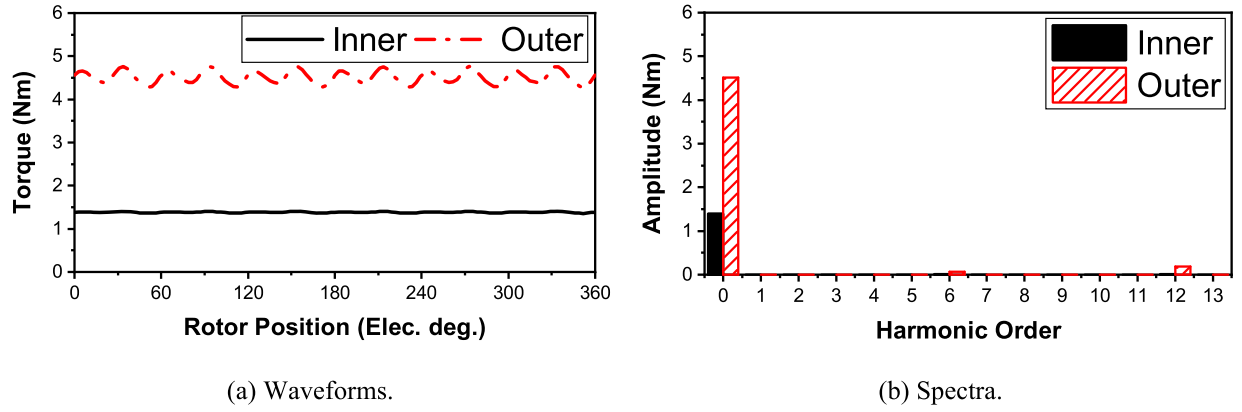 6
5
4
3
2
1
0
Torque (Nm)
Inner
Outer
0
60
120
180
240
300
360
Rotor Position (Elec. deg.)
(a) Waveforms.
6
5
4
3
2
1
0
Amplitude (Nm)
Inner
Outer
0 1 2 3 4 5 6 7 8 9 10 11 12 13
Harmonic Order
(b) Spectra.